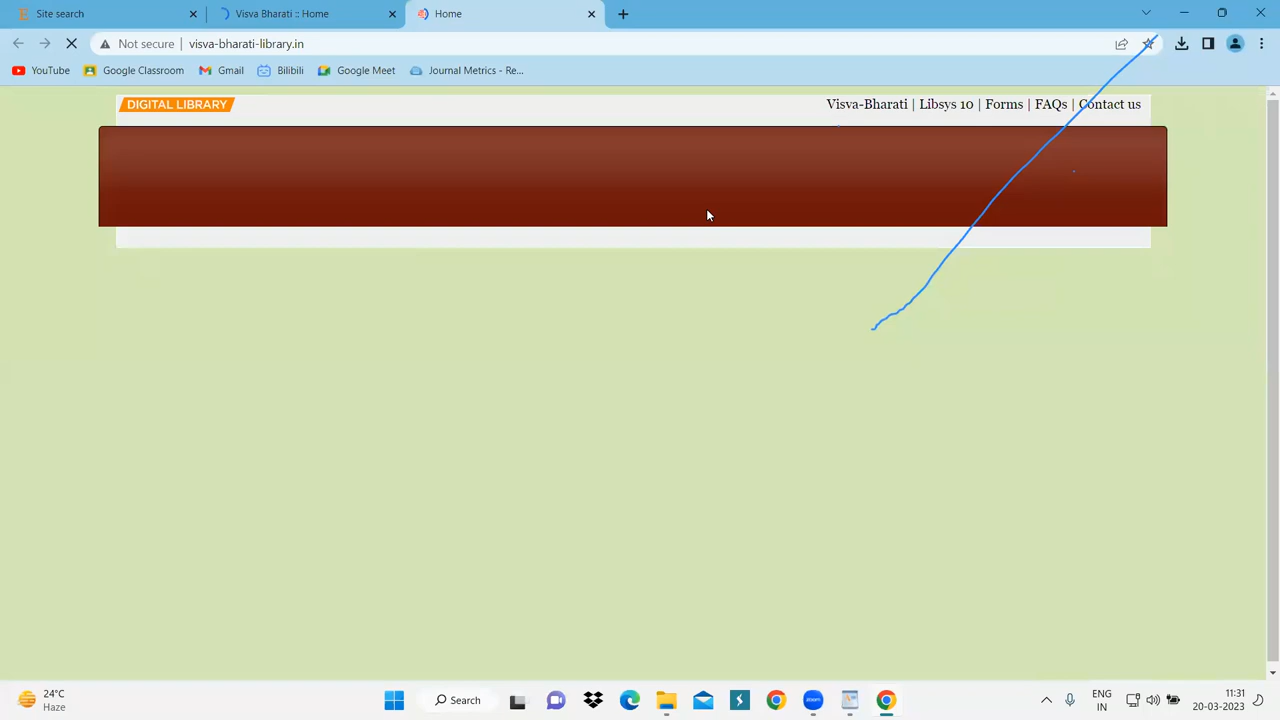 Site search
Visva Bharati :: Home
Home
Not secure | visva-bharati-library.in
YouTube
Google Classroom
Gmail
Bilibili
Google Meet
Journal Metrics - Re...
DIGITAL LIBRARY
Visva-Bharati | Libsys 10 | Forms | FAQs | Contact us
24°C
Haze
Search
zoom
ENG
IN
11:31
20-03-2023